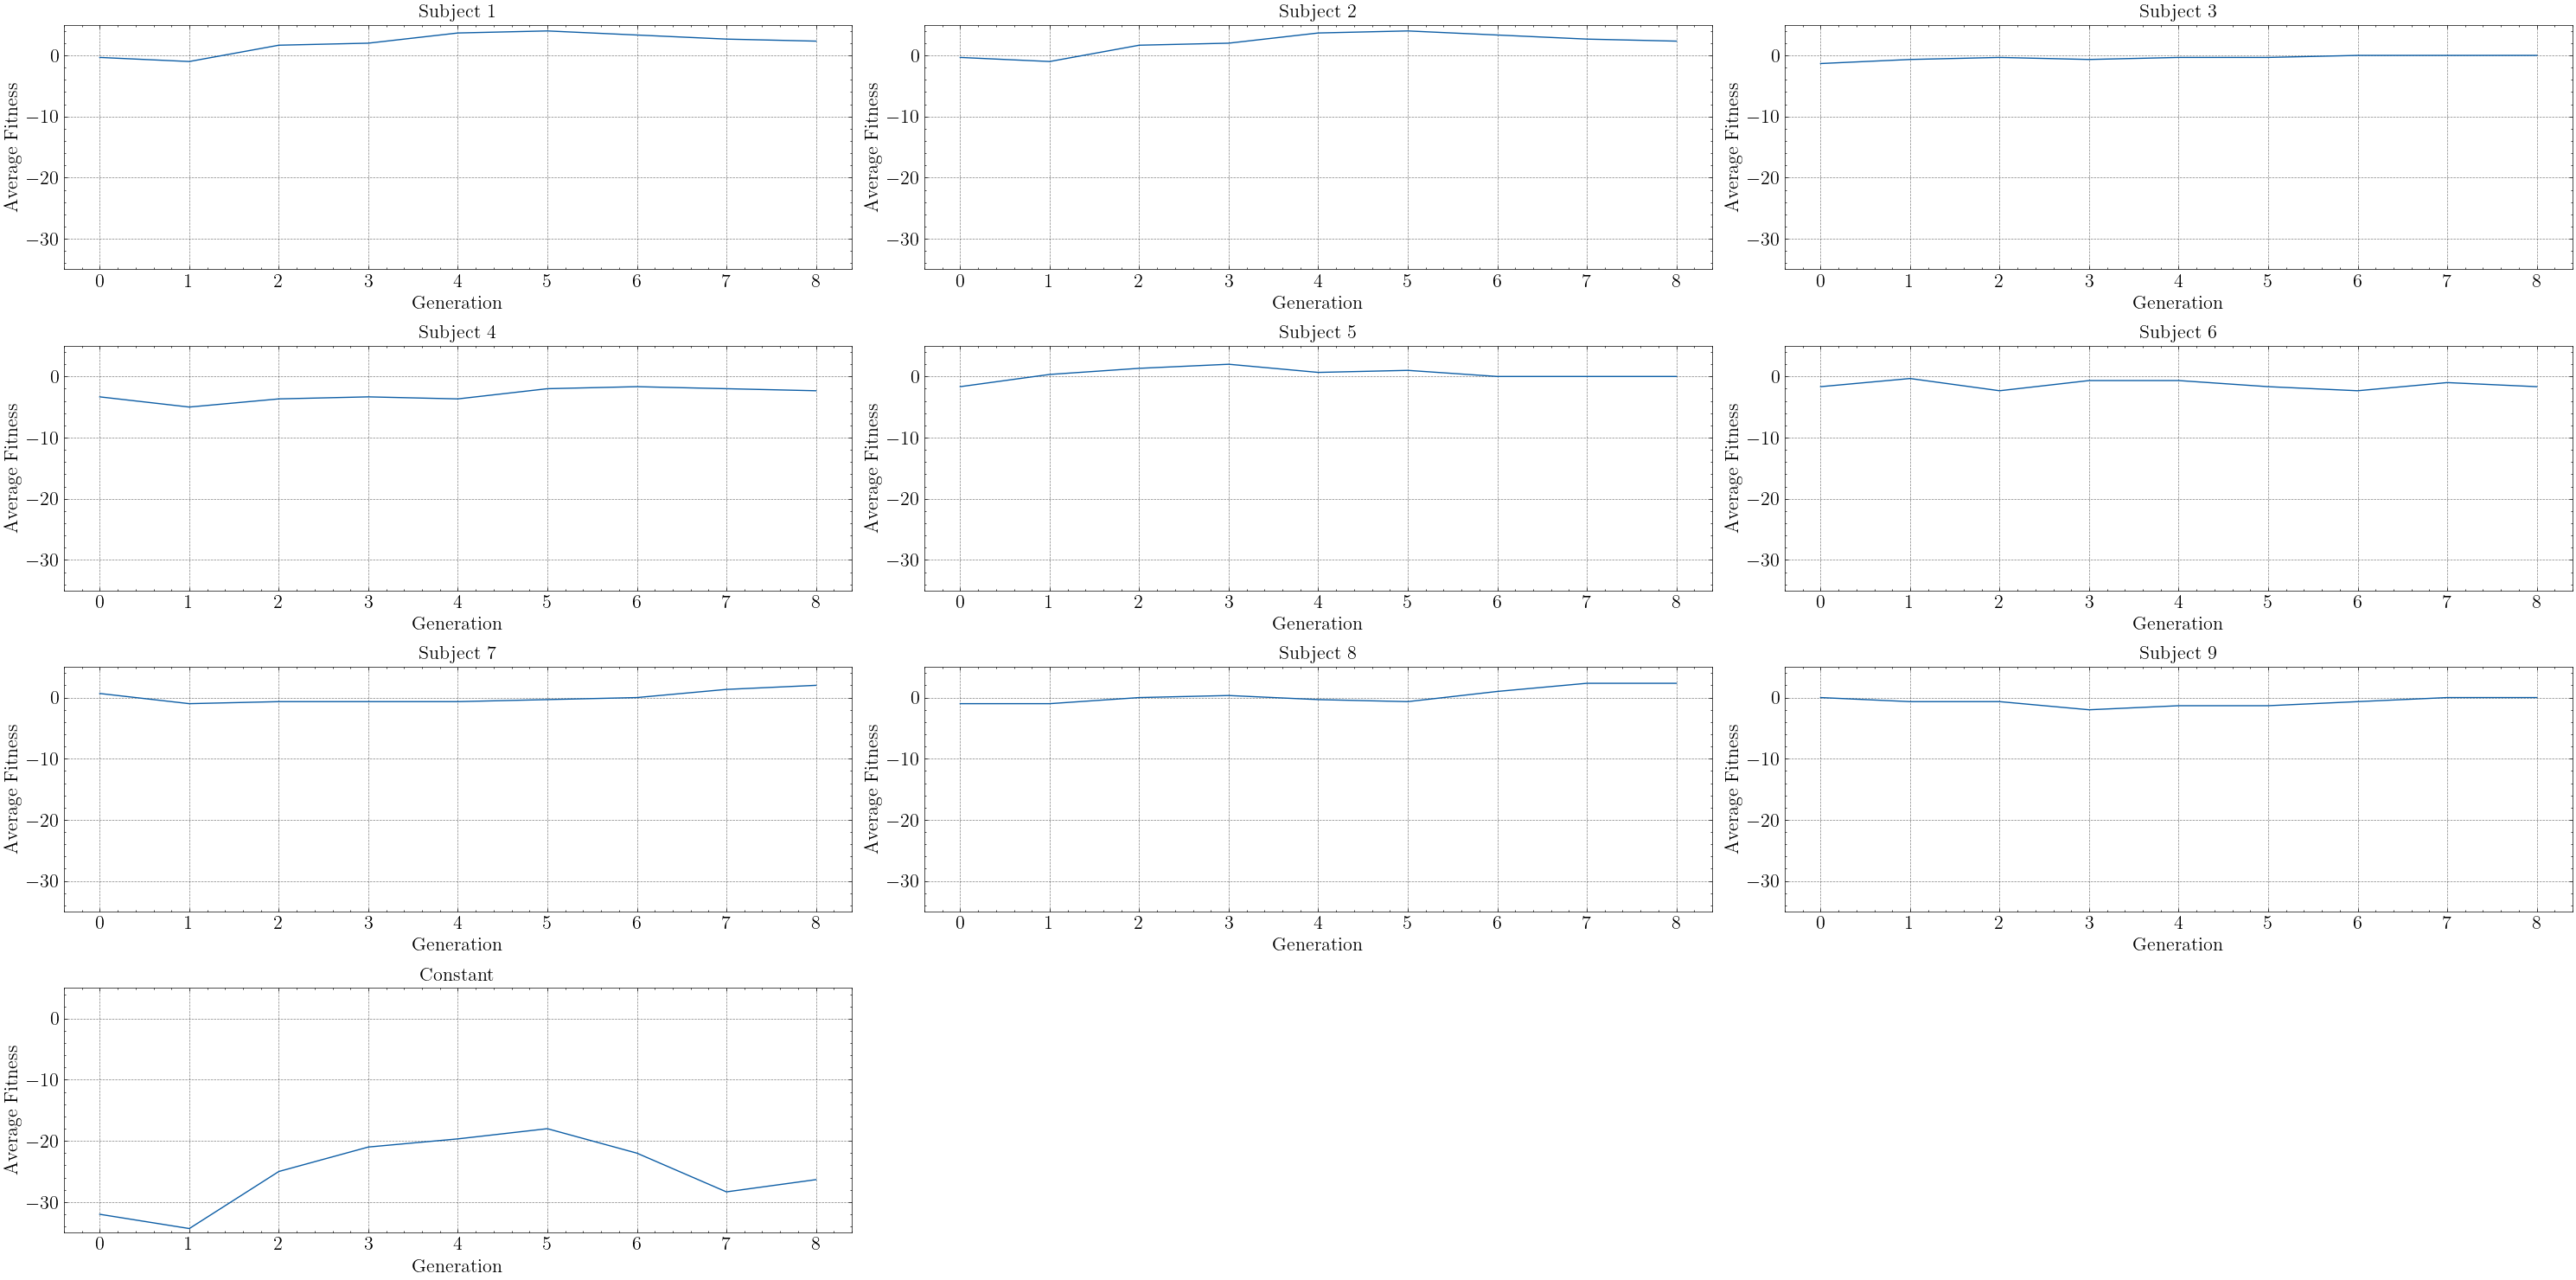 Subject 1
0
−10
−20
−30
Average Fitness
0 1 2 3 4 5 6 7 8
Generation
Subject 2
0
−10
−20
−30
Average Fitness
0 1 2 3 4 5 6 7 8
Generation
Subject 3
0
−10
−20
−30
Average Fitness
0 1 2 3 4 5 6 7 8
Generation
Subject 4
0
−10
−20
−30
Average Fitness
0 1 2 3 4 5 6 7 8
Generation
Subject 5
0
−10
−20
−30
Average Fitness
0 1 2 3 4 5 6 7 8
Generation
Subject 6
0
−10
−20
−30
Average Fitness
0 1 2 3 4 5 6 7 8
Generation
Subject 7
0
−10
−20
−30
Average Fitness
0 1 2 3 4 5 6 7 8
Generation
Subject 8
0
−10
−20
−30
Average Fitness
0 1 2 3 4 5 6 7 8
Generation
Subject 9
0
−10
−20
−30
Average Fitness
0 1 2 3 4 5 6 7 8
Generation
Constant
0
−10
−20
−30
Average Fitness
0 1 2 3 4 5 6 7 8
Generation